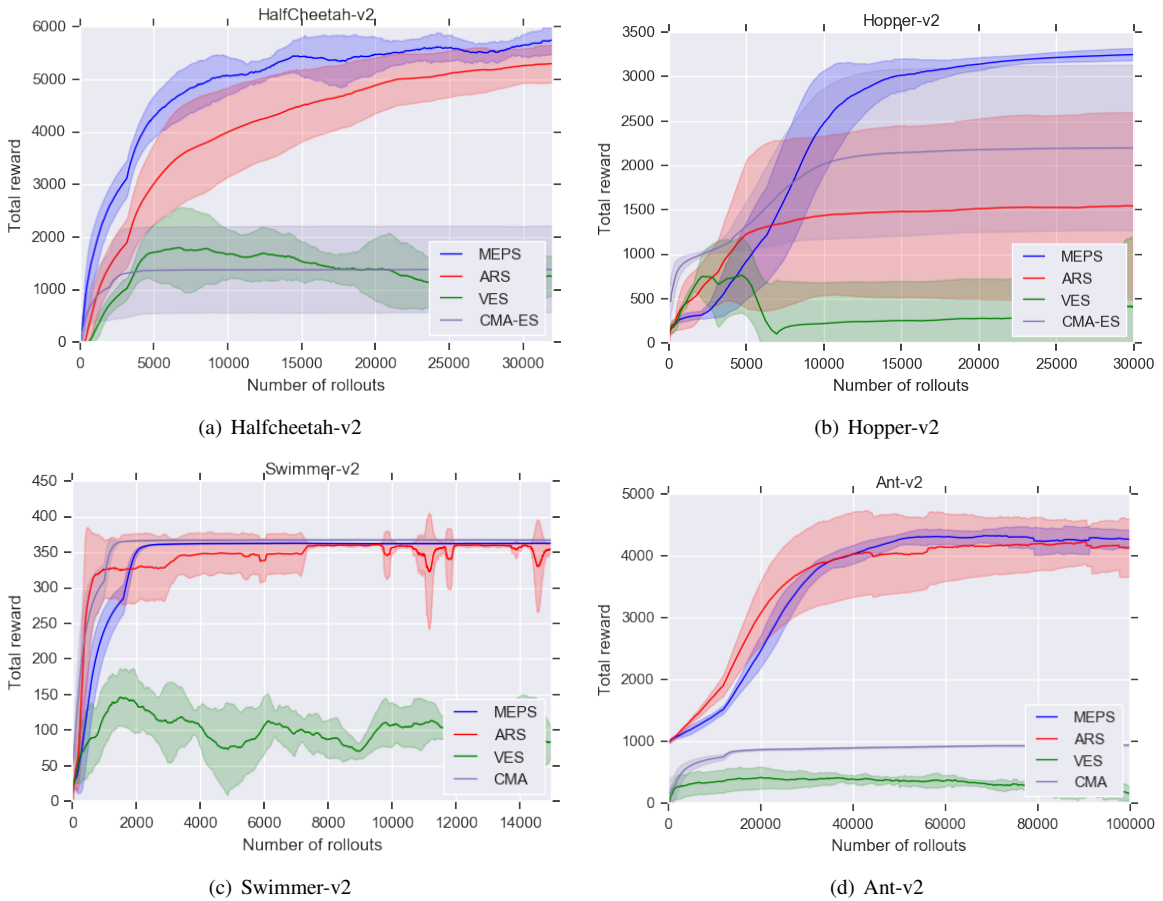 HalfCheetah-v2
6000
5000
4000
3000
2000
1000
0
Total reward
MEPS
ARS
VES
CMA-ES
0 5000 10000 15000 20000 25000 30000
Number of rollouts
(a) Halfcheetah-v2
Hopper-v2
3500
3000
2500
2000
1500
1000
500
0
Total reward
MEPS
ARS
VES
CMA-ES
0 5000 10000 15000 20000 25000 30000
Number of rollouts
(b) Hopper-v2
Swimmer-v2
450
400
350
300
250
200
150
100
50
0
Total reward
MEPS
ARS
VES
CMA
0 2000 4000 6000 8000 10000 12000 14000
Number of rollouts
(c) Swimmer-v2
Ant-v2
5000
4000
3000
2000
1000
0
Total reward
MEPS
ARS
VES
CMA
0 20000 40000 60000 80000 100000
Number of rollouts
(d) Ant-v2